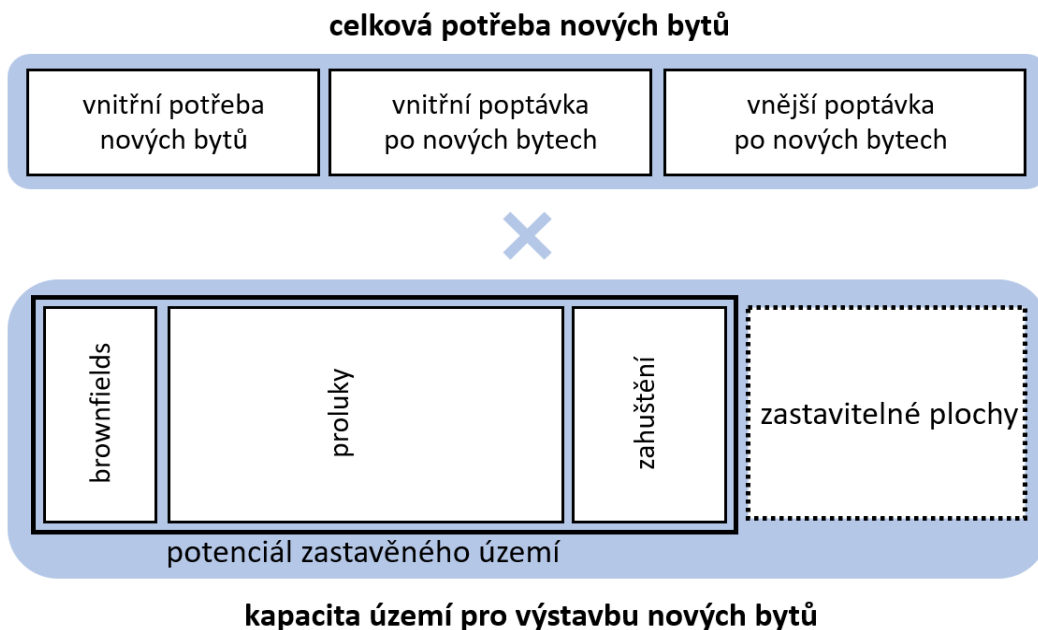 celková potřeba nových bytů
vnitřní potřeba
nových bytů
vnitřní poptávka
po nových bytech
vnější poptávka
po nových bytech
brownfields
proluky
zahuštění
zastavitelné plochy
potenciál zastavěného území
kapacita území pro výstavbu nových bytů